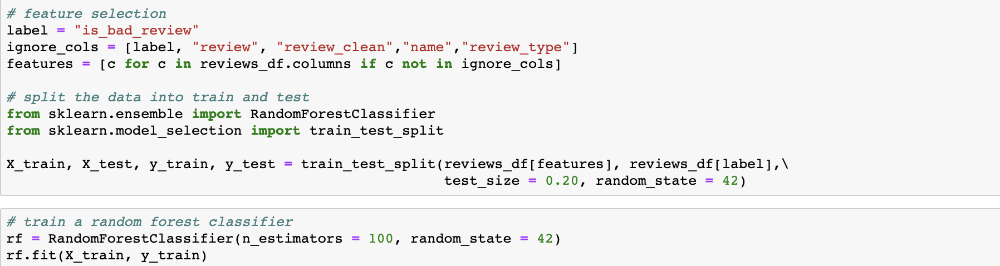 # feature selection
label = "is_bad_review"
ignore_cols = [label, "review", "review_clean","name","review_type"]
features = [c for c in reviews_df.columns if c not in ignore_cols]
# split the data into train and test
from sklearn.ensemble import RandomForestClassifier
from sklearn.model_selection import train_test_split
X_train, X_test, y_train, y_test = train_test_split(reviews_df[features], reviews_df[label],\
test_size = 0.20, random_state = 42)
# train a random forest classifier
rf = RandomForestClassifier(n_estimators = 100, random_state = 42)
rf.fit(X_train, y_train)